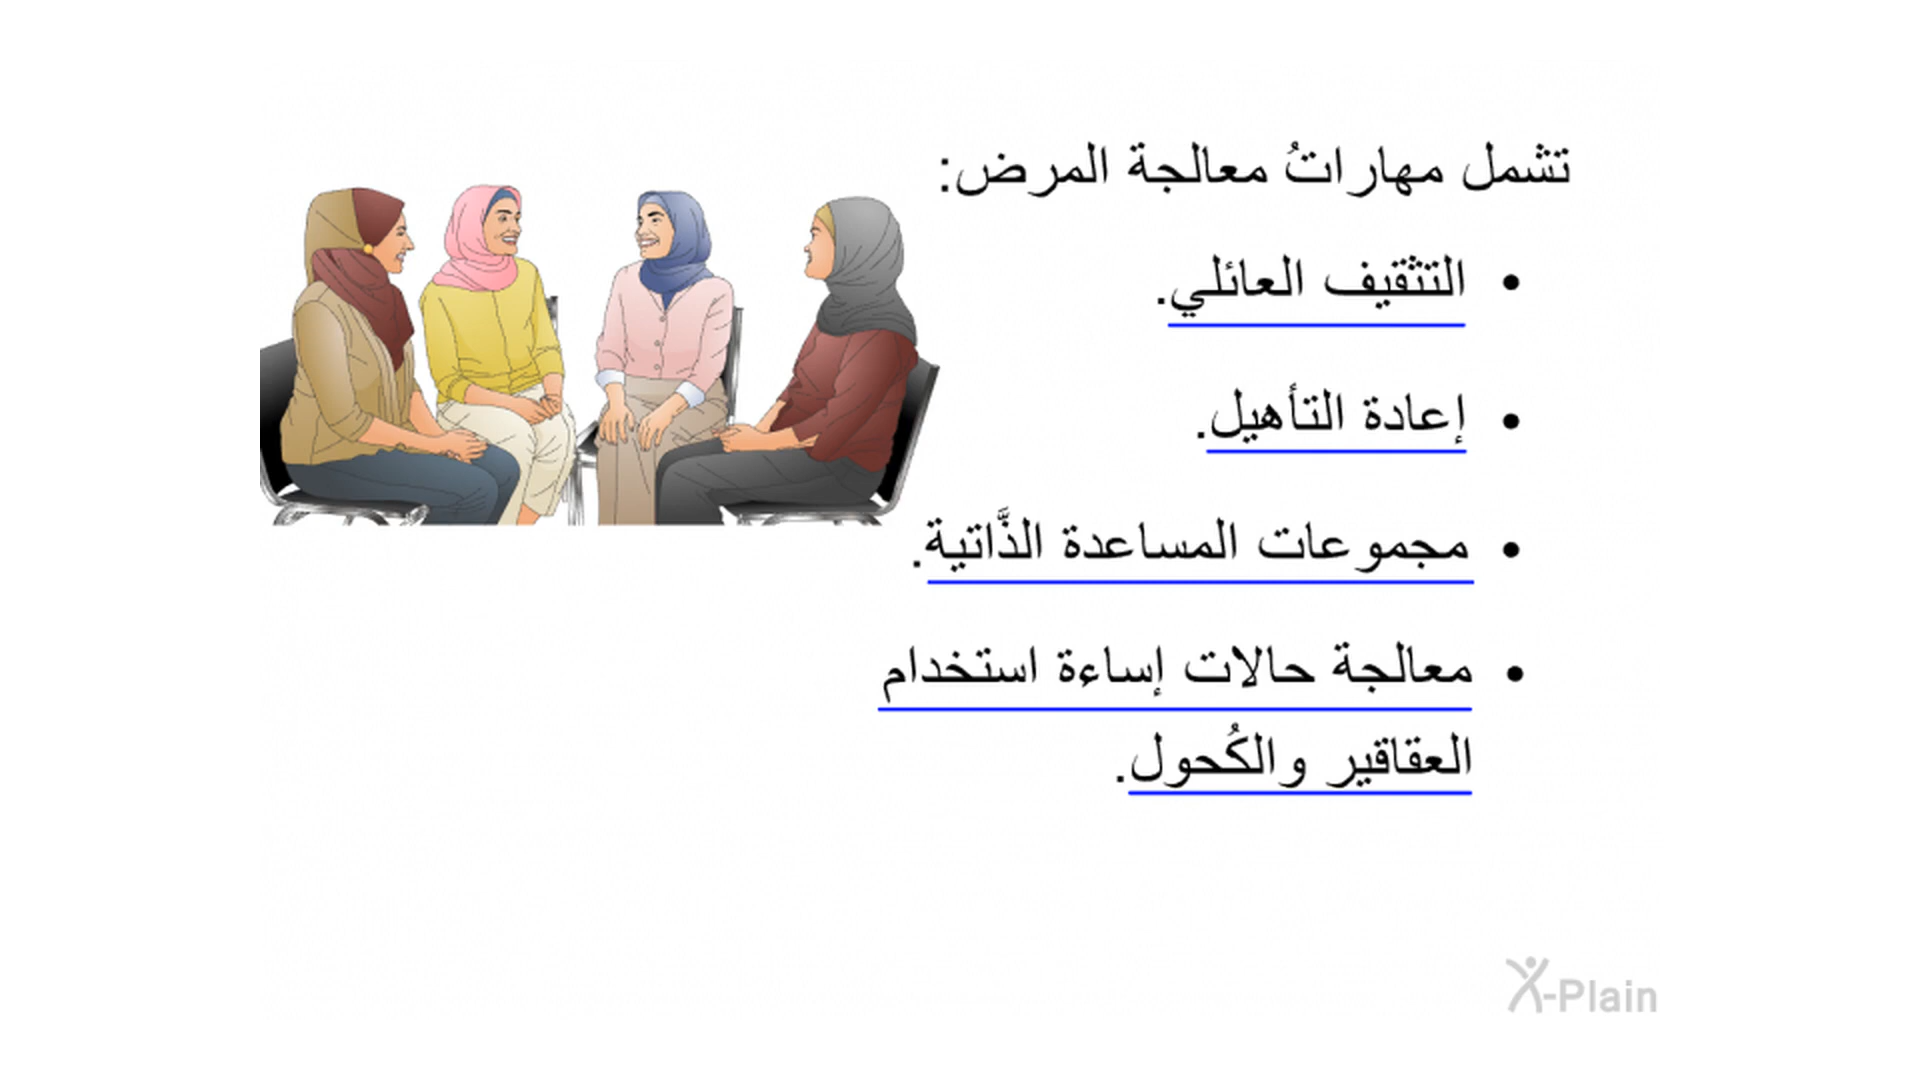 تشمل مهاراتُ معالجة المرض:
• التثقيف العائلي.
• إعادة التأهيل.
• مجموعات المساعدة الذَّاتية.
• معالجة حالات إساءة استخدام
العقاقير والكُحول.
X-Plain